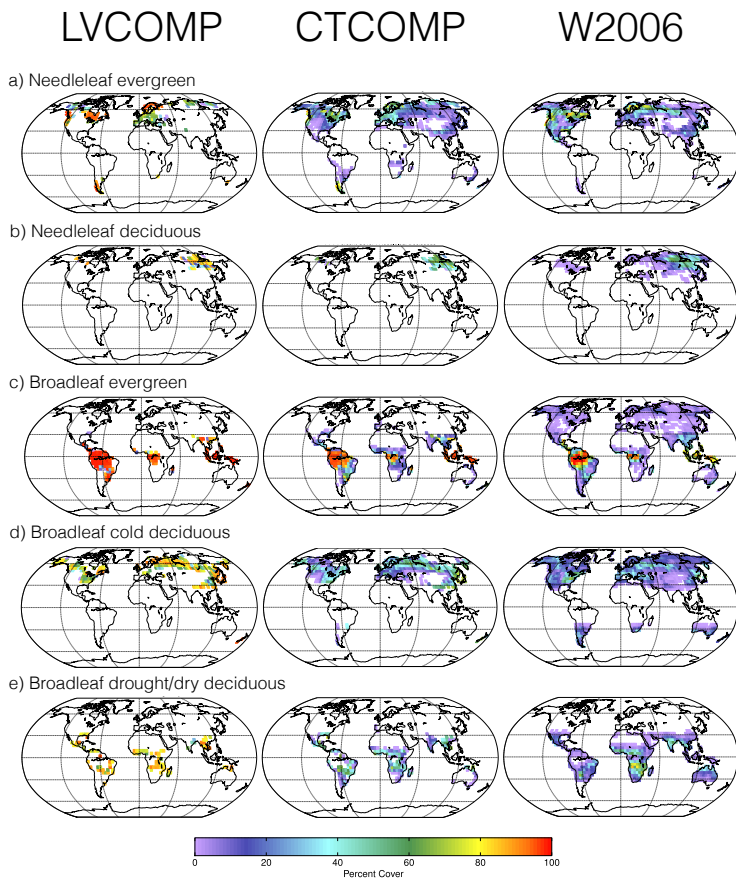 LVCOMP CTCOMP W2006
a) Needleleaf evergreen
b) Needleleaf deciduous
c) Broadleaf evergreen
d) Broadleaf cold deciduous
e) Broadleaf drought/dry deciduous
0 20 40 60 80 100
Percent Cover